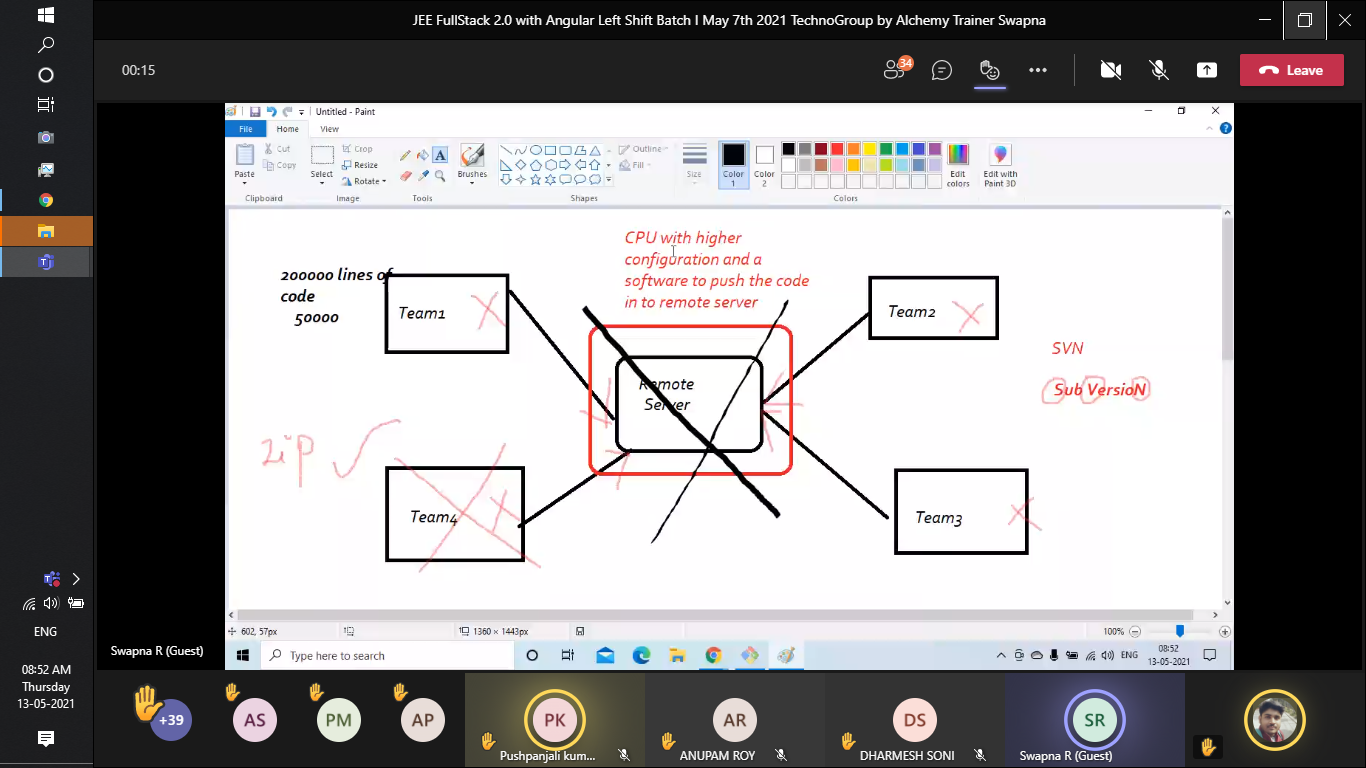 JEE FullStack 2.0 with Angular Left Shift Batch I May 7th 2021 TechnoGroup by Alchemy Trainer Swapna
00:15
34
Leave
Untitled - Paint
File
Home
View
Paste
Cut
Copy
Clipboard
Select
Crop
Resize
Rotate
Image
A
Tools
Brushes
Shapes
Outline
Fill
Size
Color
1
Color
2
Edit
colors
Edit with
Paint 3D
Colors
CPU with higher
configuration and a
software to push the code
in to remote server
200000 lines of
code
50000
Team1
X
Team2
X
Remote
Server
SVN
Sub VersioN
zip
Team4
X
Team3
X
602, 57px
1360 × 1443px
100%
Type here to search
ENG
08:52
13-05-2021
Swapna R (Guest)
ENG
08:52 AM
Thursday
13-05-2021
+39
AS
PM
AP
PK
Pushpanjali kum...
AR
ANUPAM ROY
DS
DHARMESH SONI
SR
Swapna R (Guest)